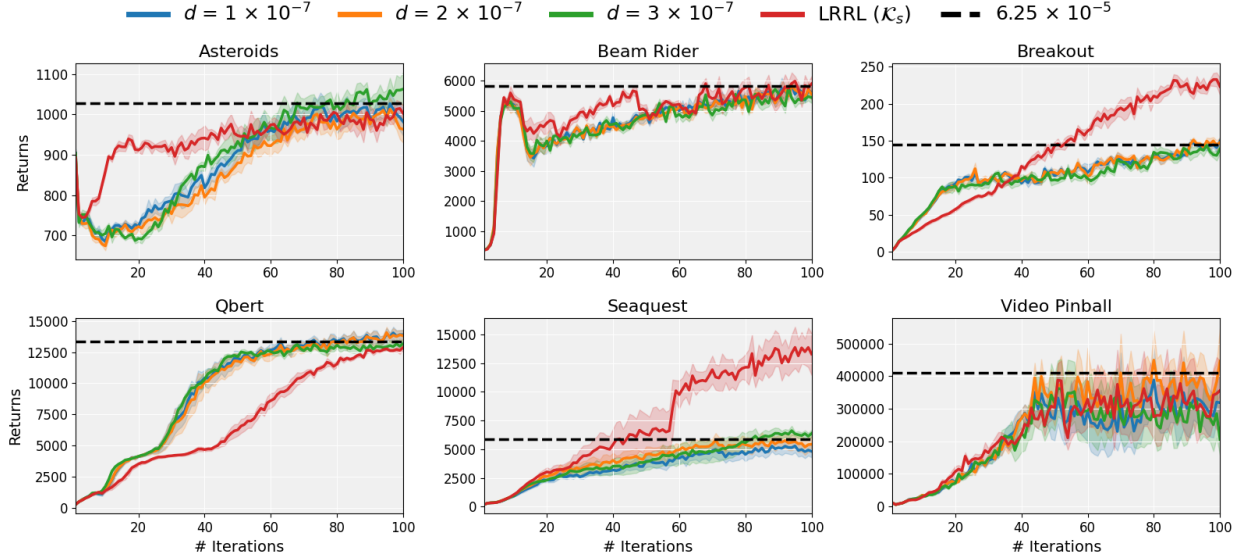 d = 1 × 10⁻⁷ d = 2 × 10⁻⁷ d = 3 × 10⁻⁷ LRRL (𝒦ₛ) 6.25 × 10⁻⁵
Asteroids Beam Rider Breakout
Returns
1100
1000
900
800
700
20 40 60 80 100
6000
5000
4000
3000
2000
1000
20 40 60 80 100
250
200
150
100
50
0
20 40 60 80 100
Qbert Seaquest Video Pinball
Returns
15000
12500
10000
7500
5000
2500
0
20 40 60 80 100
# Iterations
15000
12500
10000
7500
5000
2500
0
20 40 60 80 100
# Iterations
500000
400000
300000
200000
100000
0
20 40 60 80 100
# Iterations